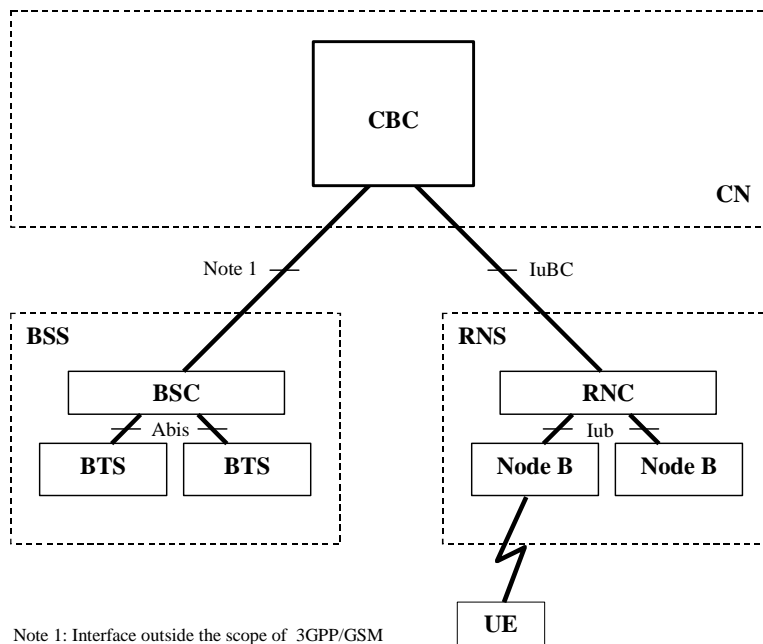 CBC
CN
Note 1
IuBC
BSS
RNS
BSC
RNC
Abis
Iub
BTS
BTS
Node B
Node B
UE
Note 1: Interface outside the scope of 3GPP/GSM